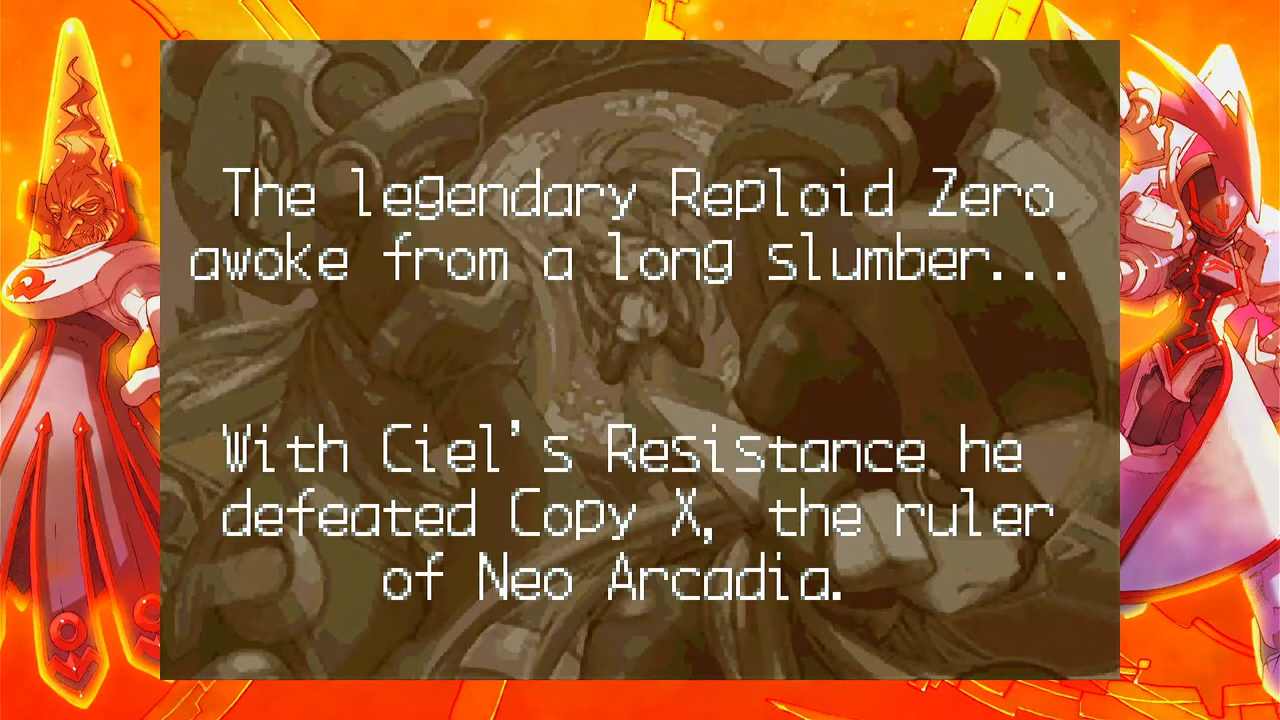 The legendary Reploid Zero
awoke from a long slumber...
With Ciel's Resistance he
defeated Copy X, the ruler
of Neo Arcadia.